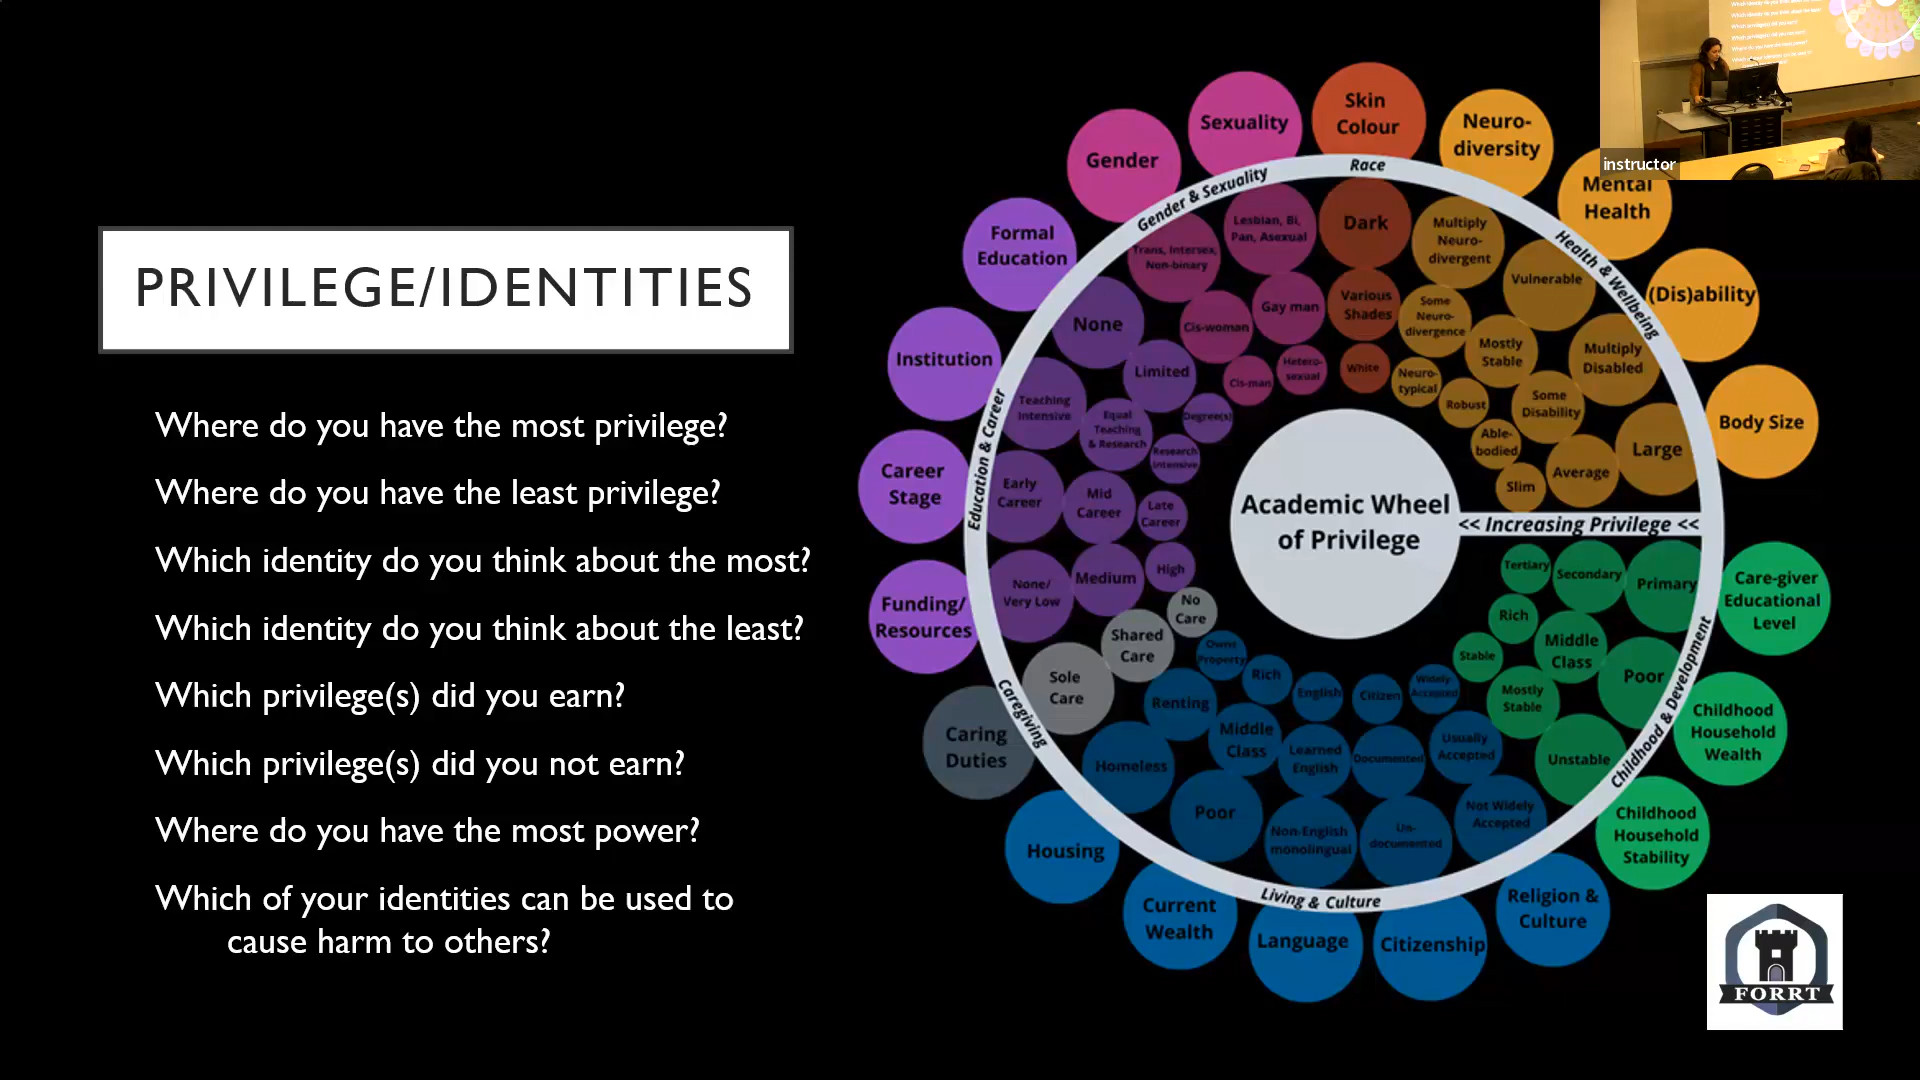 PRIVILEGE/IDENTITIES
Where do you have the most privilege?
Where do you have the least privilege?
Which identity do you think about the most?
Which identity do you think about the least?
Which privilege(s) did you earn?
Which privilege(s) did you not earn?
Where do you have the most power?
Which of your identities can be used to
cause harm to others?
Academic Wheel
of Privilege
<< Increasing Privilege <<
Race
Skin
Colour
Dark
Various
Shades
White
Health & Wellbeing
Neuro-
diversity
Multiply
Neuro-
divergent
Some
Neuro-
divergence
Neuro-
typical
Mental
Health
Vulnerable
Mostly
Stable
Robust
(Dis)ability
Multiply
Disabled
Some
Disability
Able-
bodied
Body Size
Large
Average
Slim
Childhood & Development
Care-giver
Educational
Level
Primary
Secondary
Tertiary
Childhood
Household
Wealth
Poor
Middle
Class
Rich
Childhood
Household
Stability
Unstable
Mostly
Stable
Stable
Living & Culture
Religion &
Culture
Not Widely
Accepted
Usually
Accepted
Widely
Accepted
Citizenship
Un-
documented
Documented
Citizen
Language
Non-English
monolingual
Learned
English
English
Current
Wealth
Poor
Middle
Class
Rich
Housing
Homeless
Renting
Owns
Property
Caregiving
Caring
Duties
Sole
Care
Shared
Care
No
Care
Education & Career
Funding/
Resources
None/
Very Low
Medium
High
Career
Stage
Early
Career
Mid
Career
Late
Career
Institution
Teaching
Intensive
Equal
Teaching
& Research
Research
Intensive
Formal
Education
None
Limited
Degree(s)
Gender & Sexuality
Gender
Trans, Intersex,
Non-binary
Cis-woman
Cis-man
Sexuality
Lesbian, Bi,
Pan, Asexual
Gay man
Hetero-
sexual
instructor
FORRT